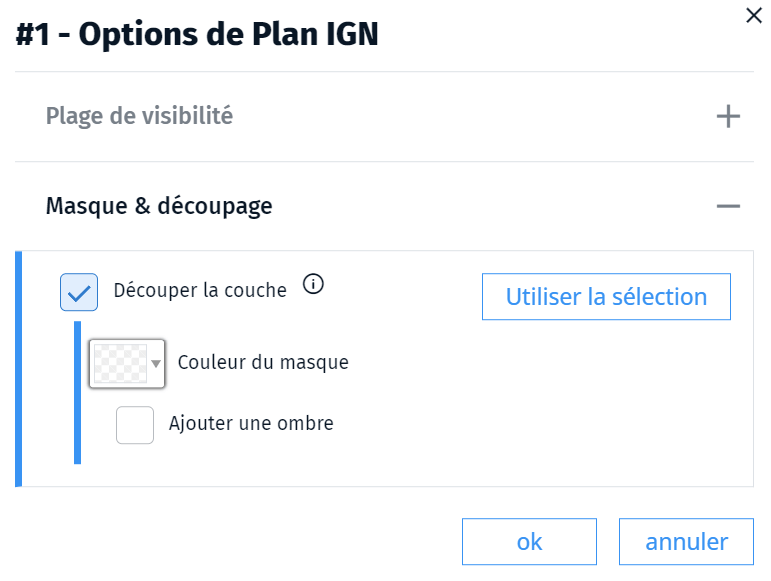 #1 - Options de Plan IGN
Plage de visibilité
Masque & découpage
Découper la couche
Utiliser la sélection
Couleur du masque
Ajouter une ombre
ok
annuler